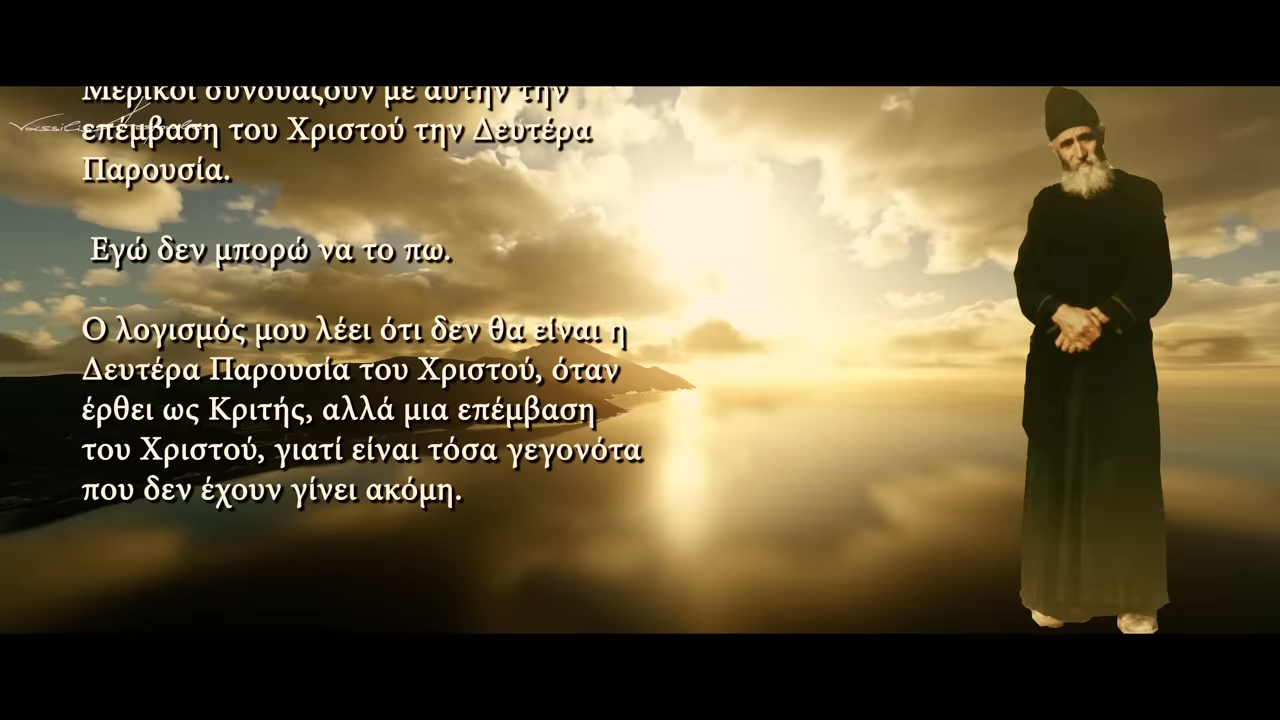 Μερικοί συνδυάζουν με αυτήν την
επέμβαση του Χριστού την Δευτέρα
Παρουσία.
Εγώ δεν μπορώ να το πω.
Ο λογισμός μου λέει ότι δεν θα είναι η
Δευτέρα Παρουσία του Χριστού, όταν
έρθει ως Κριτής, αλλά μια επέμβαση
του Χριστού, γιατί είναι τόσα γεγονότα
που δεν έχουν γίνει ακόμη.